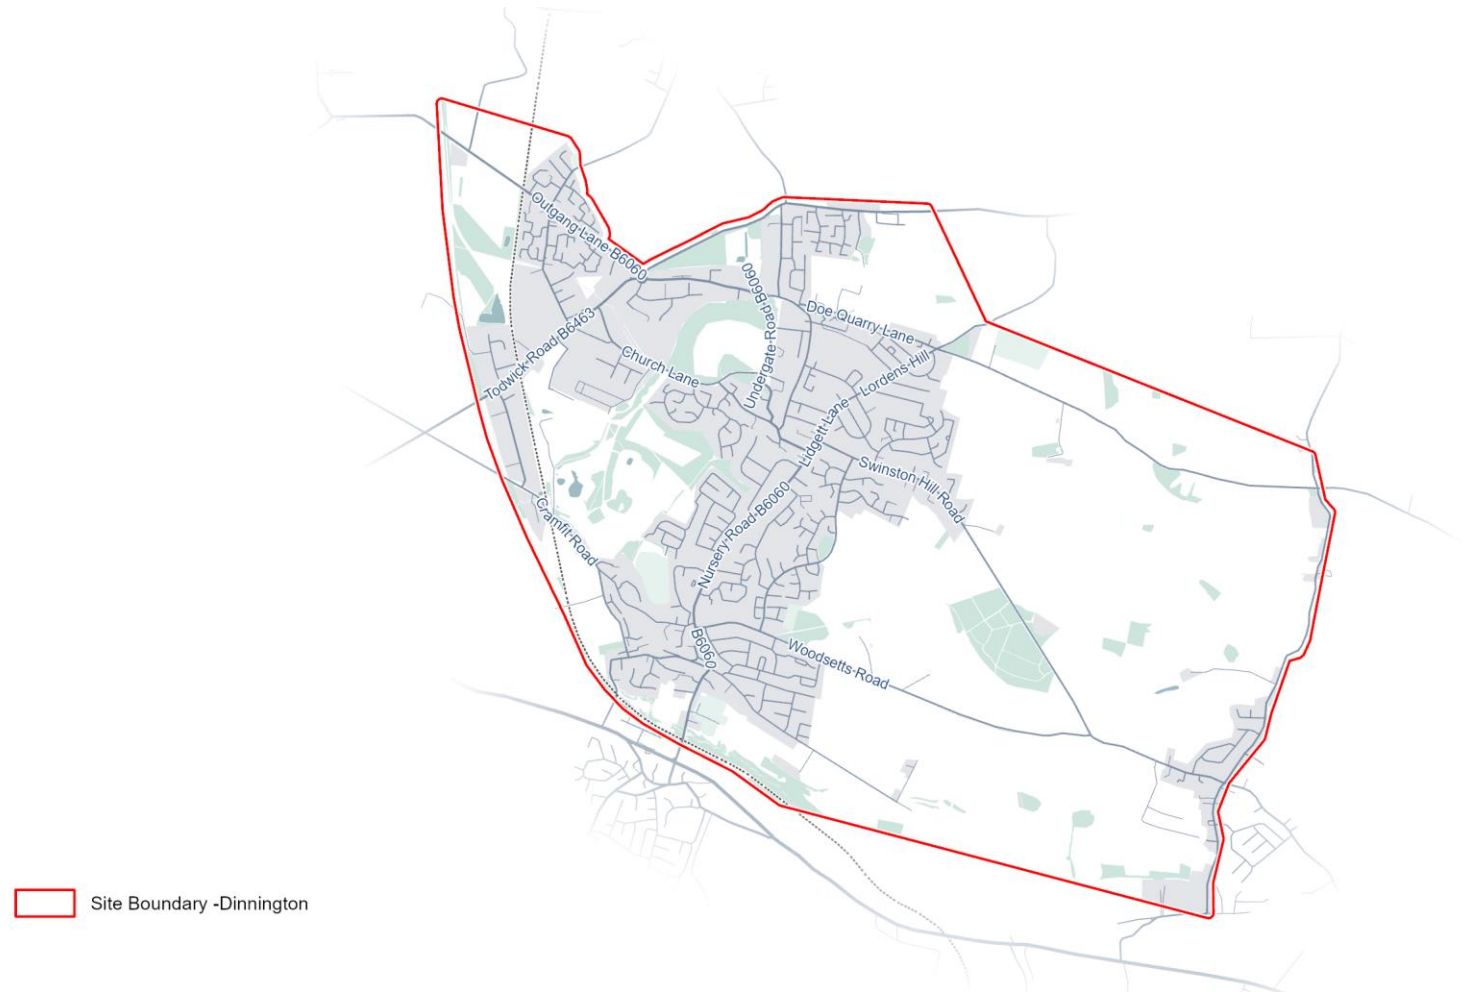 Outgang Lane B6060
Undergate Road B6060
Doe Quarry Lane
Todwick Road B6463
Church Lane
Lordens Hill
Lidgett Lane
Swinston Hill Road
Nursery Road B6060
Cramfit Road
B6060
Woodsetts Road
Site Boundary -Dinnington